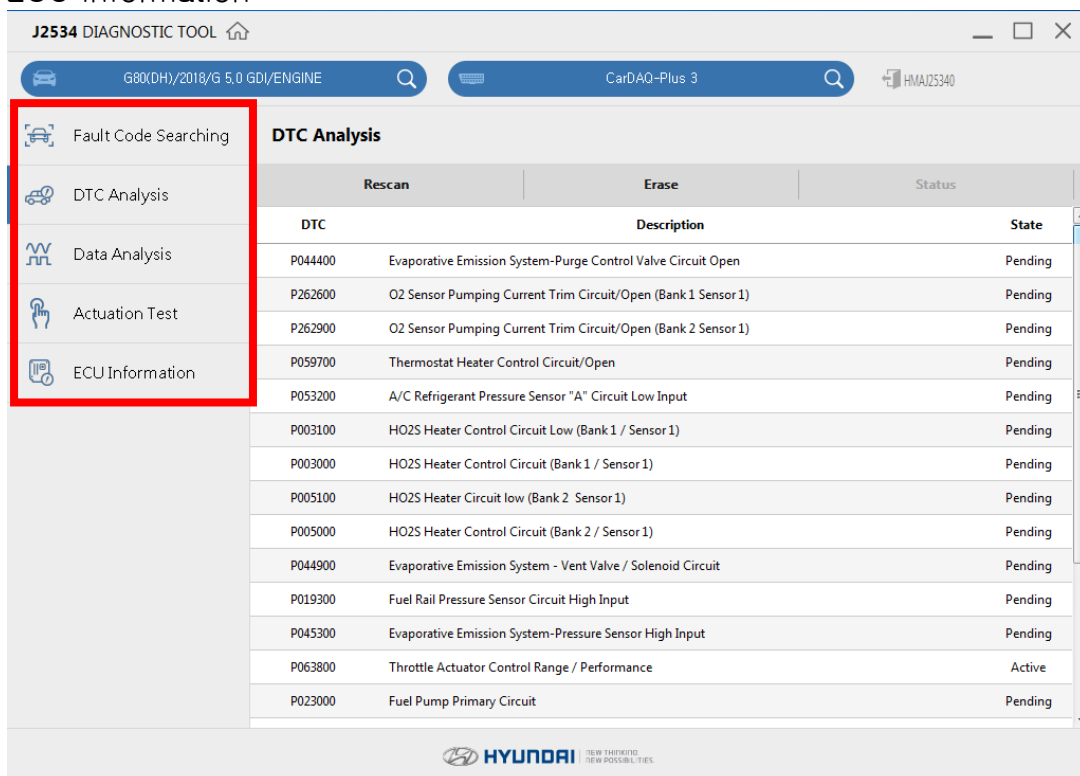 ECU Information
J2534 DIAGNOSTIC TOOL
G80(DH)/2018/G 5,0 GDI/ENGINE
CarDAQ-Plus 3
HMAJ25340
Fault Code Searching
DTC Analysis
Data Analysis
Actuation Test
ECU Information
DTC Analysis
Rescan Erase Status
DTC Description State
P044400 Evaporative Emission System-Purge Control Valve Circuit Open Pending
P262600 O2 Sensor Pumping Current Trim Circuit/Open (Bank 1 Sensor 1) Pending
P262900 O2 Sensor Pumping Current Trim Circuit/Open (Bank 2 Sensor 1) Pending
P059700 Thermostat Heater Control Circuit/Open Pending
P053200 A/C Refrigerant Pressure Sensor "A" Circuit Low Input Pending
P003100 HO2S Heater Control Circuit Low (Bank 1 / Sensor 1) Pending
P003000 HO2S Heater Control Circuit (Bank 1 / Sensor 1) Pending
P005100 HO2S Heater Circuit low (Bank 2 Sensor 1) Pending
P005000 HO2S Heater Control Circuit (Bank 2 / Sensor 1) Pending
P044900 Evaporative Emission System - Vent Valve / Solenoid Circuit Pending
P019300 Fuel Rail Pressure Sensor Circuit High Input Pending
P045300 Evaporative Emission System-Pressure Sensor High Input Pending
P063800 Throttle Actuator Control Range / Performance Active
P023000 Fuel Pump Primary Circuit Pending
HYUNDAI
NEW THINKING.
NEW POSSIBILITIES.